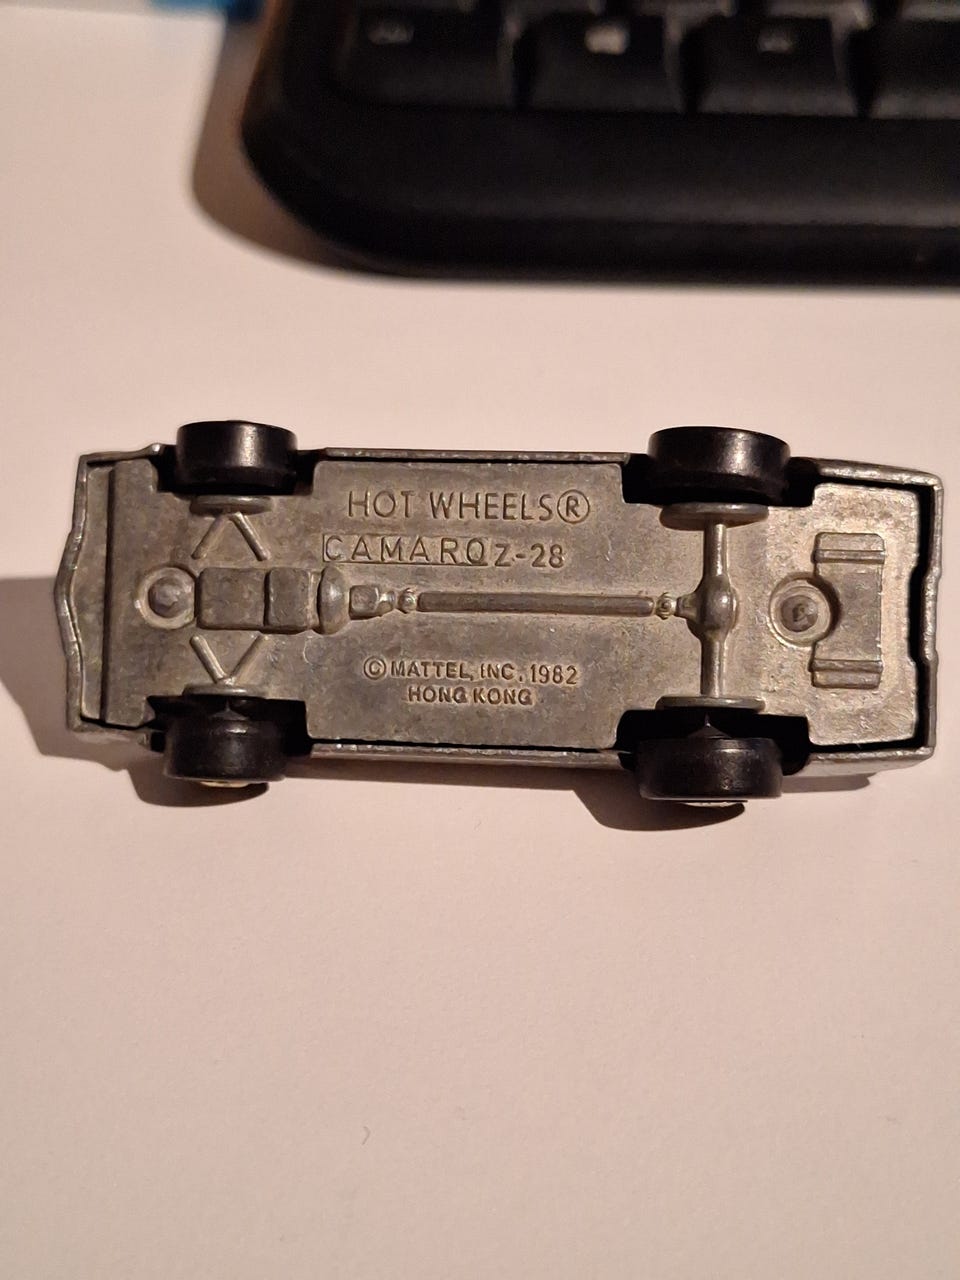 HOT WHEELS®
CAMARO Z-28
© MATTEL, INC. 1982
HONG KONG